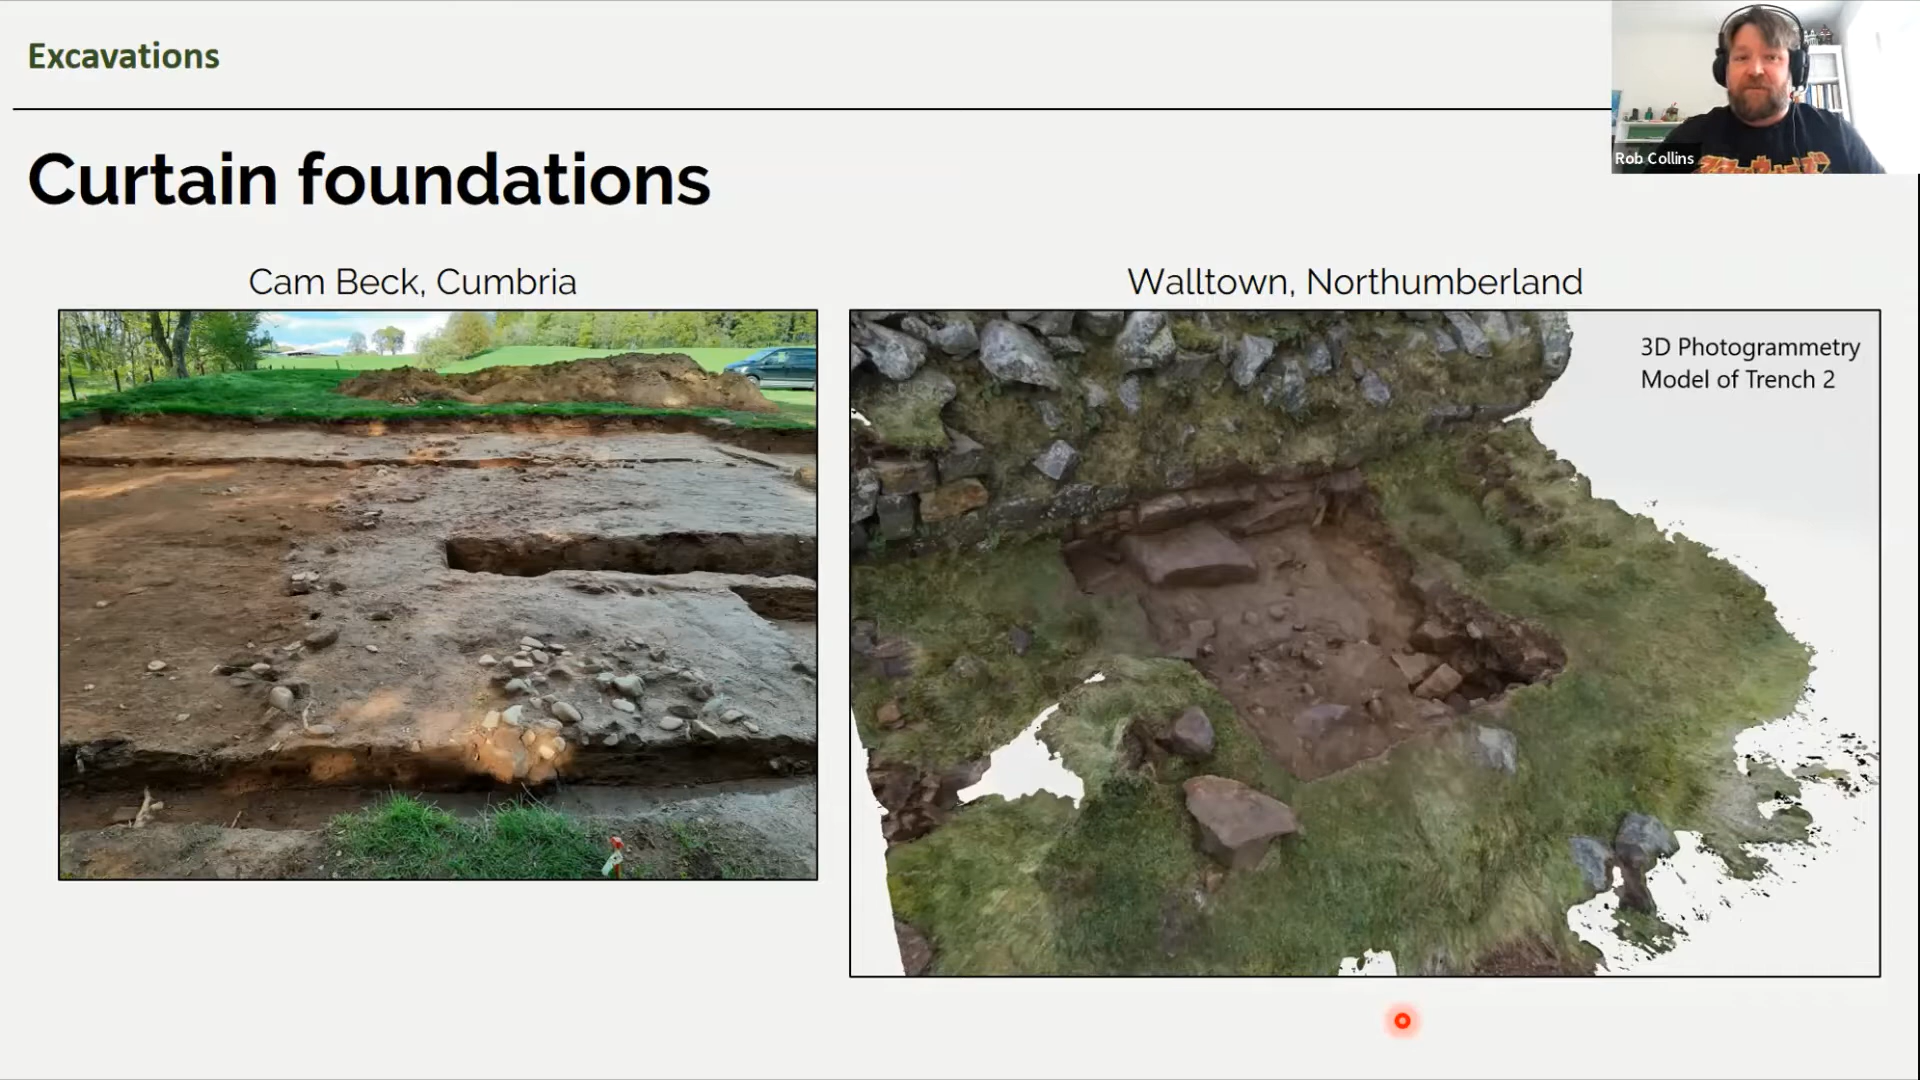 Excavations
Curtain foundations
Cam Beck, Cumbria
Walltown, Northumberland
3D Photogrammetry
Model of Trench 2
Rob Collins